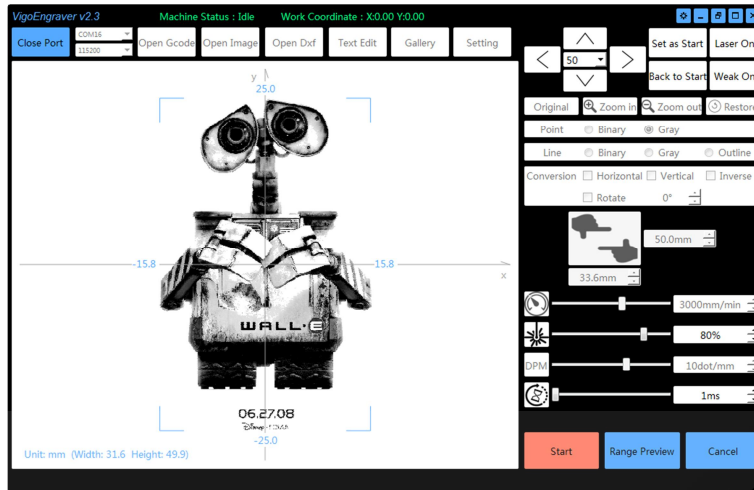 VigoEngraver v2.3 Machine Status : Idle Work Coordinate : X:0.00 Y:0.00
Close Port COM16 Open Gcode Open Image Open Dxf Text Edit Gallery Setting
115200
50 Set as Start Laser On
Back to Start Weak On
Original Zoom in Zoom out Restore
Point Binary Gray
Line Binary Gray Outline
Conversion Horizontal Vertical Inverse
Rotate 0°
50.0mm
33.6mm
3000mm/min
80%
DPM 10dot/mm
1ms
Start Range Preview Cancel
y
25.0
-15.8 15.8
x
WALL·E
06.27.08
Disney PIXAR
-25.0
Unit: mm (Width: 31.6 Height: 49.9)